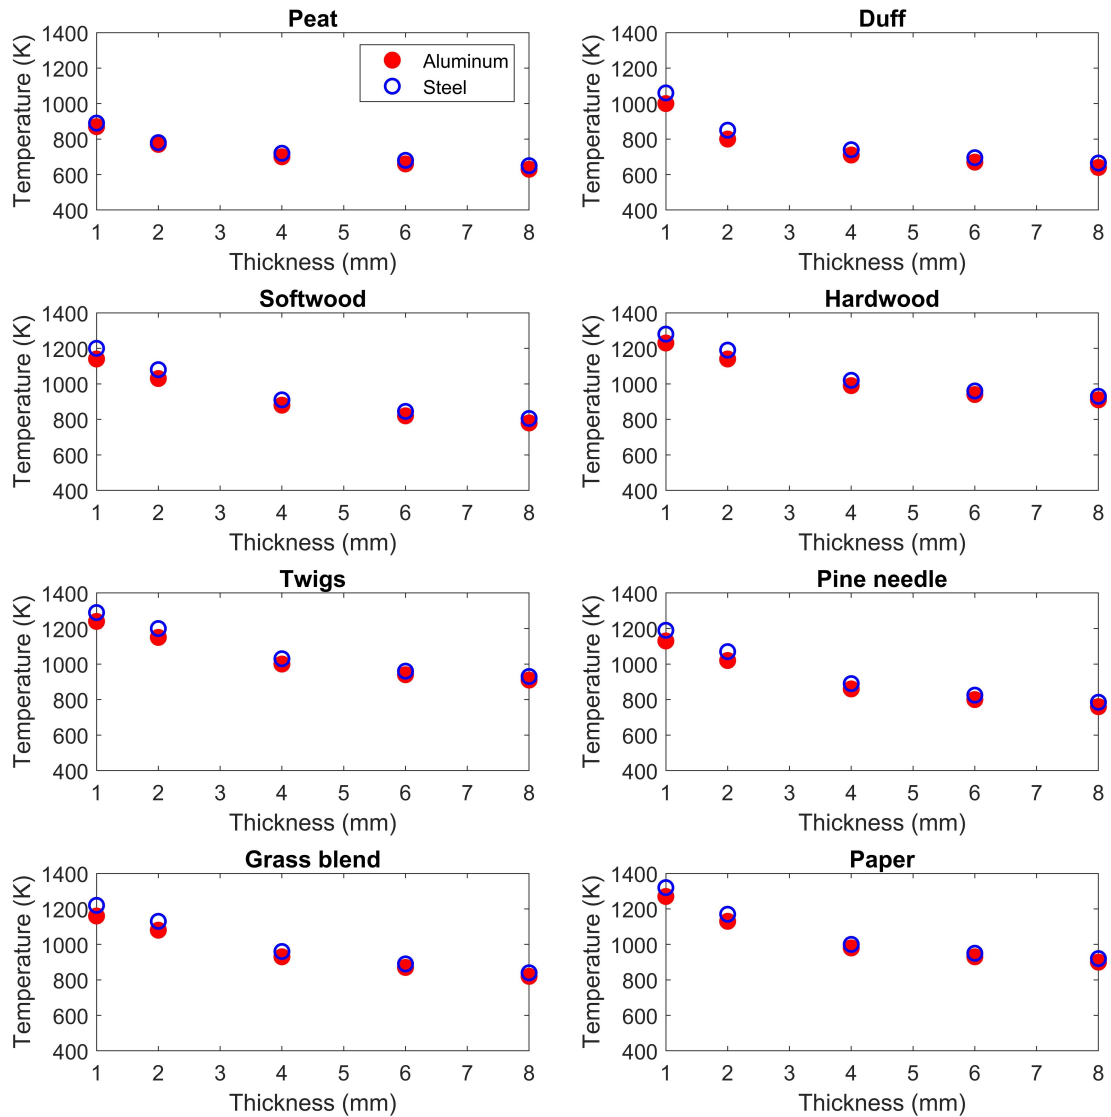 Peat
1400
1200
1000
800
600
400
Temperature (K)
Aluminum
Steel
1 2 3 4 5 6 7 8
Thickness (mm)
Duff
1400
1200
1000
800
600
400
Temperature (K)
1 2 3 4 5 6 7 8
Thickness (mm)
Softwood
1400
1200
1000
800
600
400
Temperature (K)
1 2 3 4 5 6 7 8
Thickness (mm)
Hardwood
1400
1200
1000
800
600
400
Temperature (K)
1 2 3 4 5 6 7 8
Thickness (mm)
Twigs
1400
1200
1000
800
600
400
Temperature (K)
1 2 3 4 5 6 7 8
Thickness (mm)
Pine needle
1400
1200
1000
800
600
400
Temperature (K)
1 2 3 4 5 6 7 8
Thickness (mm)
Grass blend
1400
1200
1000
800
600
400
Temperature (K)
1 2 3 4 5 6 7 8
Thickness (mm)
Paper
1400
1200
1000
800
600
400
Temperature (K)
1 2 3 4 5 6 7 8
Thickness (mm)